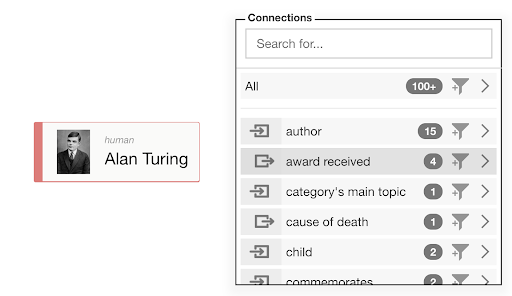 Connections
Search for...
All 100+
human
Alan Turing
author 15
award received 4
category's main topic 1
cause of death 1
child 2
commemorates 2